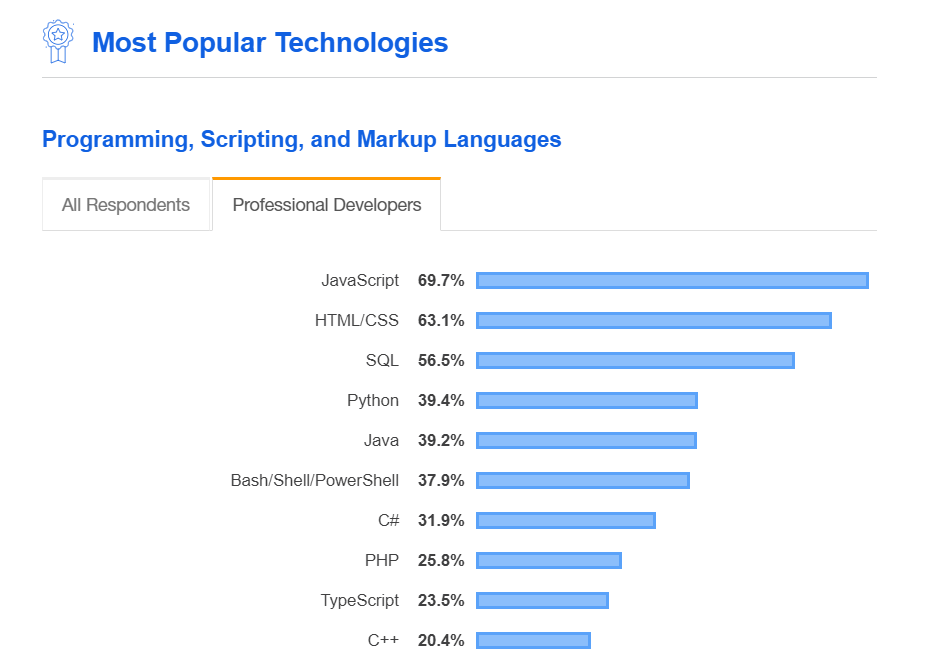 Most Popular Technologies
Programming, Scripting, and Markup Languages
All Respondents Professional Developers
JavaScript 69.7%
HTML/CSS 63.1%
SQL 56.5%
Python 39.4%
Java 39.2%
Bash/Shell/PowerShell 37.9%
C# 31.9%
PHP 25.8%
TypeScript 23.5%
C++ 20.4%